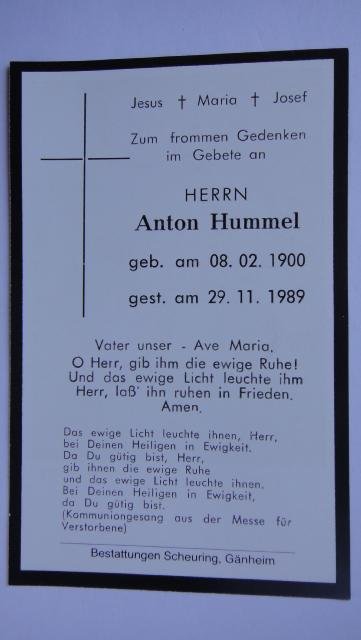 Jesus † Maria † Josef
Zum frommen Gedenken
im Gebete an
HERRN
Anton Hummel
geb. am 08. 02. 1900
gest. am 29. 11. 1989
Vater unser - Ave Maria.
O Herr, gib ihm die ewige Ruhe!
Und das ewige Licht leuchte ihm
Herr, laß' ihn ruhen in Frieden.
Amen.
Das ewige Licht leuchte ihnen, Herr,
bei Deinen Heiligen in Ewigkeit.
Da Du gütig bist, Herr,
gib ihnen die ewige Ruhe
und das ewige Licht leuchte ihnen.
Bei Deinen Heiligen in Ewigkeit,
da Du gütig bist.
(Kommuniongesang aus der Messe für
Verstorbene)
Bestattungen Scheuring, Gänheim